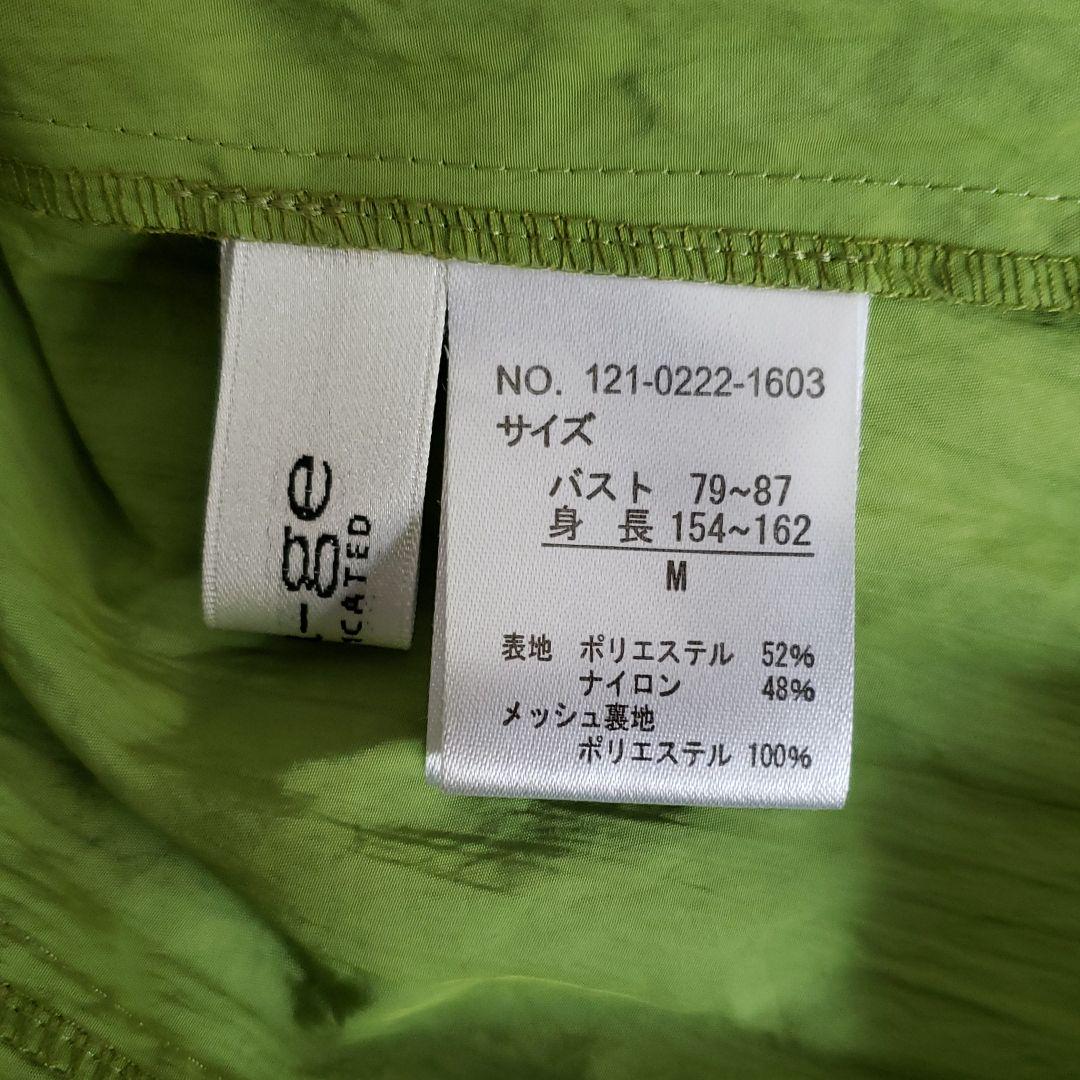 -ge
NO. 121-0222-1603
サイズ
バスト 79~87
身 長 154~162
M
表地 ポリエステル 52%
ナイロン 48%
メッシュ裏地
ポリエステル 100%